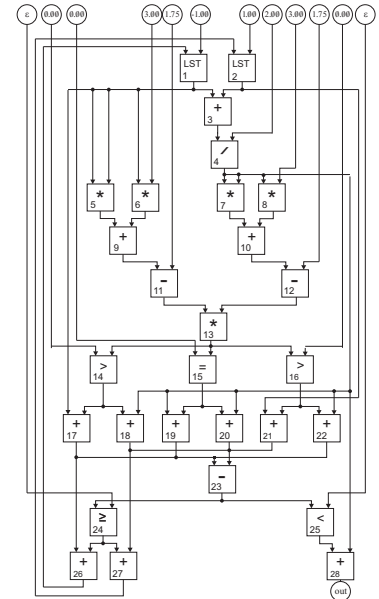 ε 0.00 0.00 3.00 1.75 -1.00 1.00 2.00 3.00 1.75 0.00 ε
LST LST
1 2
+
3
/
4
* * * *
5 6 7 8
+ +
9 10
- -
11 12
*
13
> = >
14 15 16
+ + + + + +
17 18 19 20 21 22
-
23
≥ <
24 25
+ + +
26 27 28
out